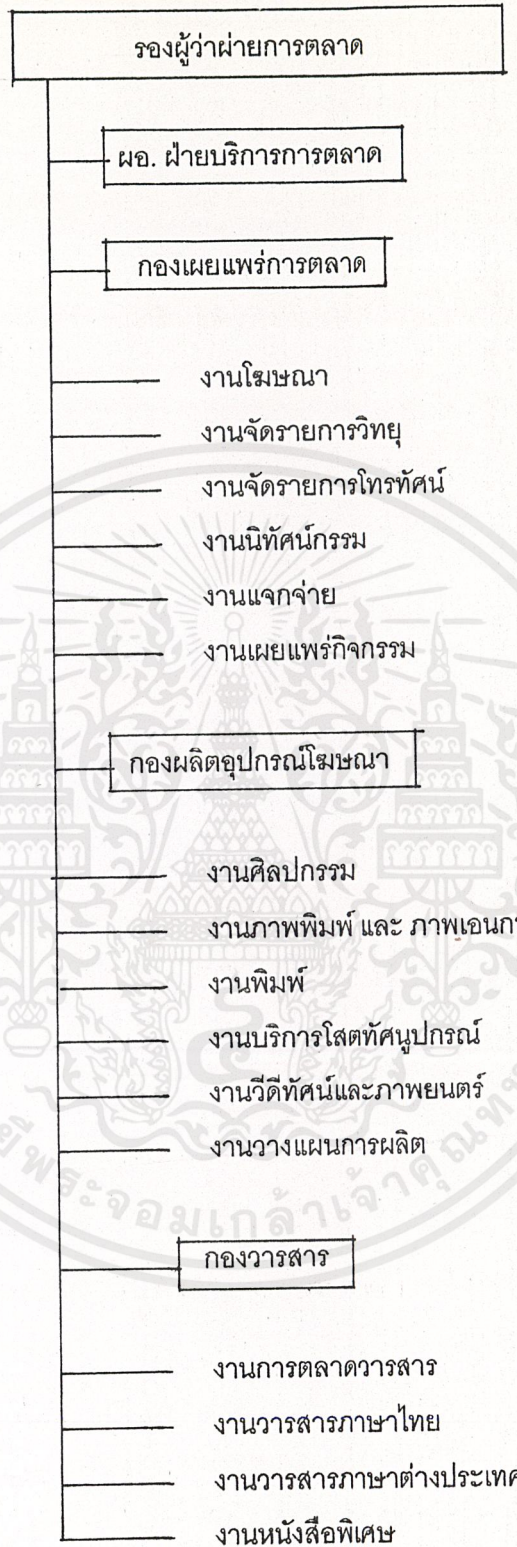 รองผู้ว่าฝ่ายการตลาด
ผอ. ฝ่ายบริการการตลาด
กองเผยแพร่การตลาด
งานโฆษณา
งานจัดรายการวิทยุ
งานจัดรายการโทรทัศน์
งานนิทัศน์กรรม
งานแจกจ่าย
งานเผยแพร่กิจกรรม
กองผลิตอุปกรณ์โฆษณา
งานศิลปกรรม
งานภาพพิมพ์ และ
งานพิมพ์
งานบริการโสตทัศนูปกรณ์
งานวีดีทัศน์และภาพยนตร์
งานวางแผนการผลิต
พระจอมเกล้าเจ้าคุณ
กองวารสาร
งานการตลาดวารสาร
งานวารสารภาษาไทย
งานวารสารภาษาต่างประเทศ
งานหนังสือพิเศษ